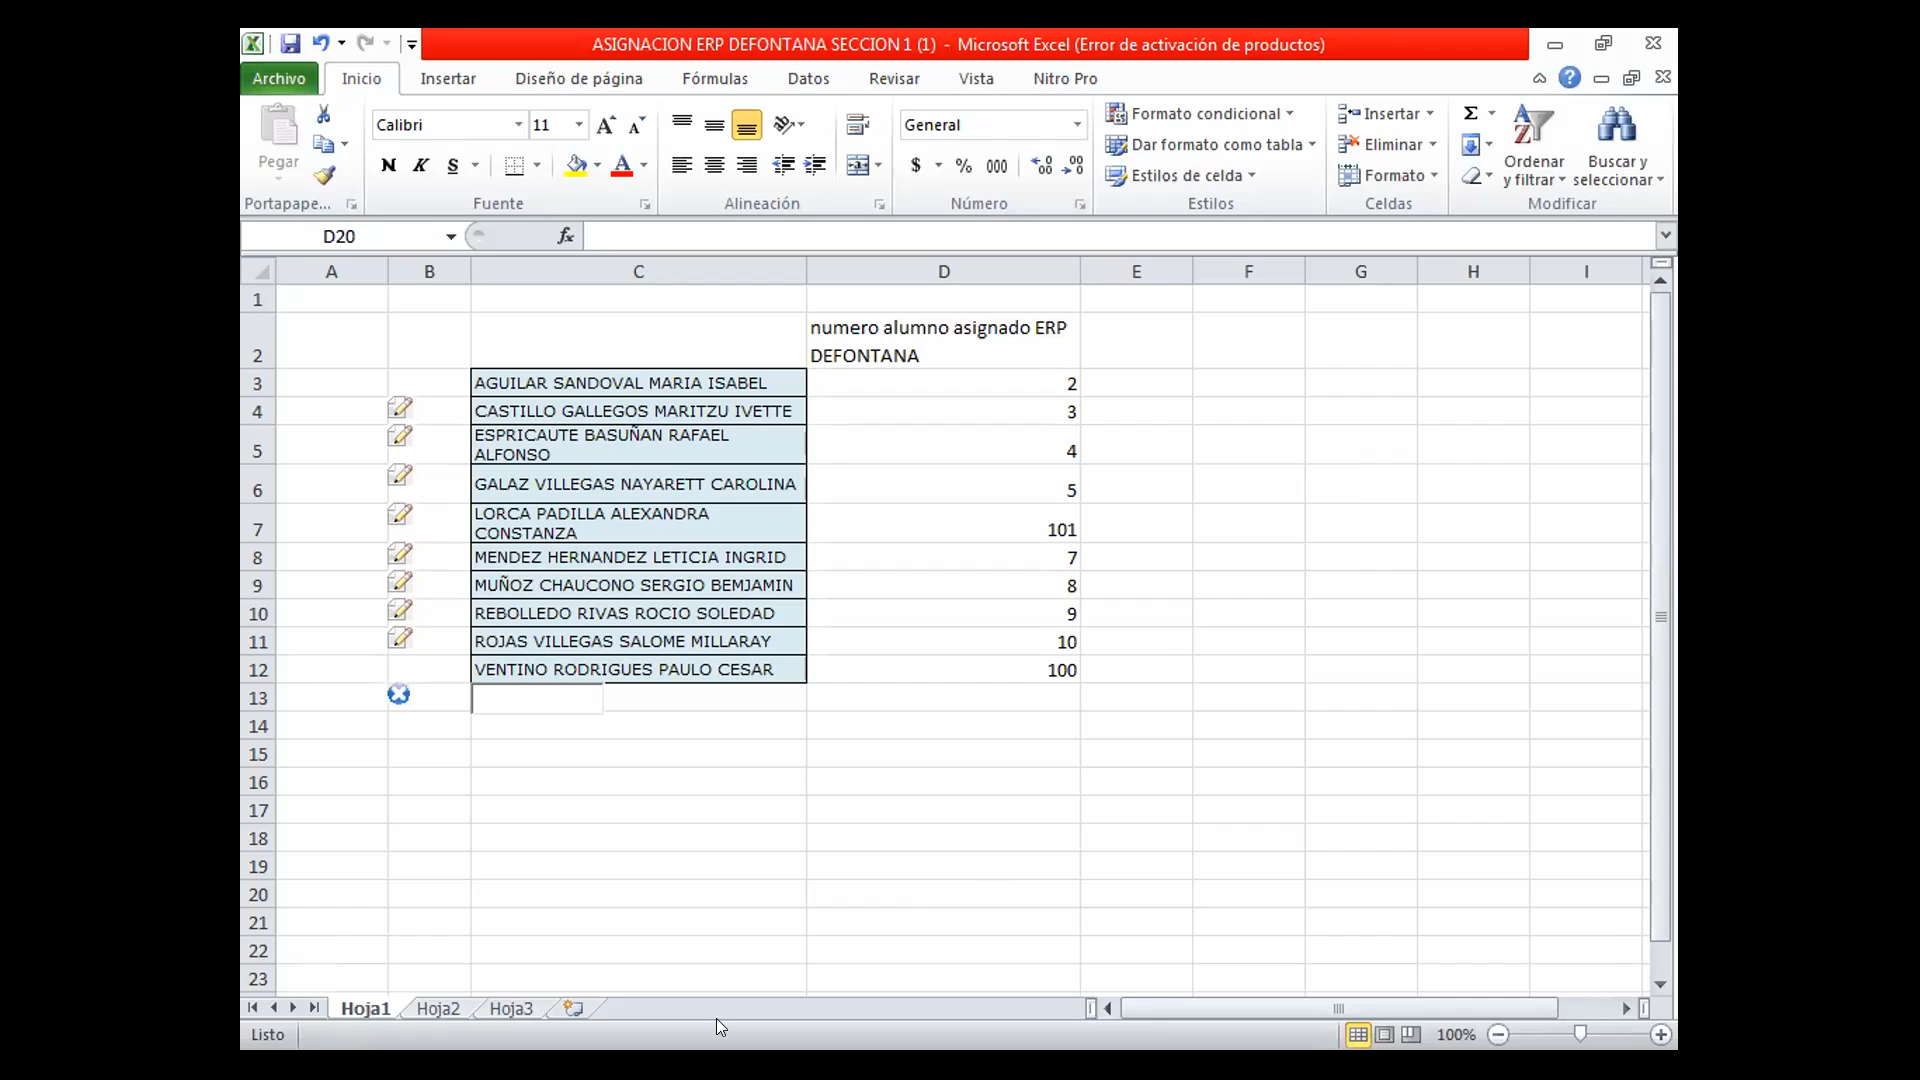 ASIGNACION ERP DEFONTANA SECCION 1 (1) - Microsoft Excel (Error de activación de productos)
Archivo Inicio Insertar Diseño de página Fórmulas Datos Revisar Vista Nitro Pro
Pegar
Calibri 11
N K S
General
$ % 000
Formato condicional
Dar formato como tabla
Estilos de celda
Insertar
Eliminar
Formato
Σ
Ordenar y filtrar
Buscar y seleccionar
Portapape... Fuente Alineación Número Estilos Celdas Modificar
D20 fx
A B C D E F G H I
1
numero alumno asignado ERP
2 DEFONTANA
3 AGUILAR SANDOVAL MARIA ISABEL 2
4 CASTILLO GALLEGOS MARITZU IVETTE 3
ESPRICAUTE BASUÑAN RAFAEL
5 ALFONSO 4
6 GALAZ VILLEGAS NAYARETT CAROLINA 5
LORCA PADILLA ALEXANDRA
7 CONSTANZA 101
8 MENDEZ HERNANDEZ LETICIA INGRID 7
9 MUÑOZ CHAUCONO SERGIO BEMJAMIN 8
10 REBOLLEDO RIVAS ROCIO SOLEDAD 9
11 ROJAS VILLEGAS SALOME MILLARAY 10
12 VENTINO RODRIGUES PAULO CESAR 100
13
14
15
16
17
18
19
20
21
22
23
Hoja1 Hoja2 Hoja3
Listo 100%